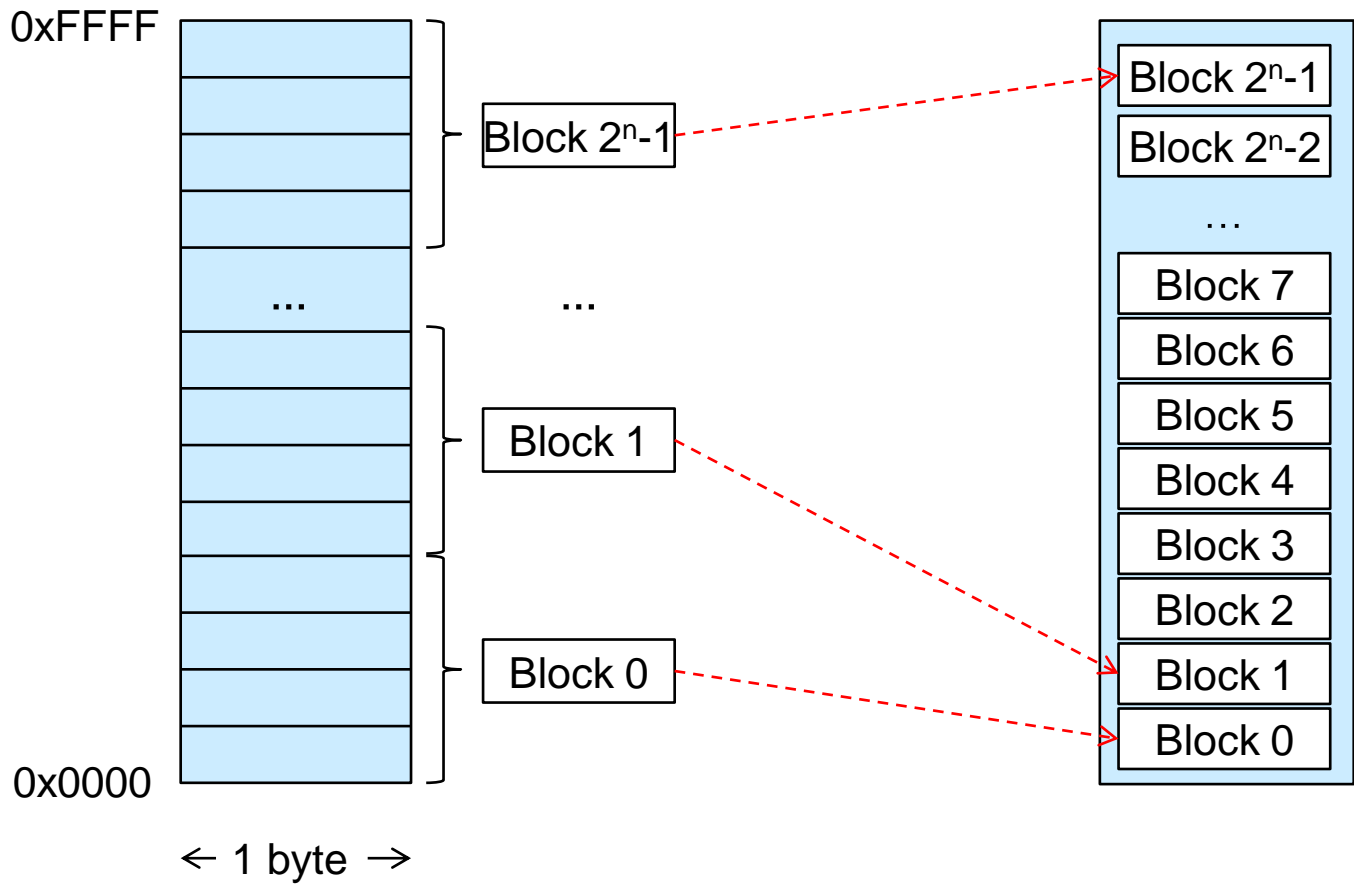 0xFFFF
Block 2ⁿ-1
...
...
Block 1
Block 0
0x0000
← 1 byte →
Block 2ⁿ-1
Block 2ⁿ-2
...
Block 7
Block 6
Block 5
Block 4
Block 3
Block 2
Block 1
Block 0